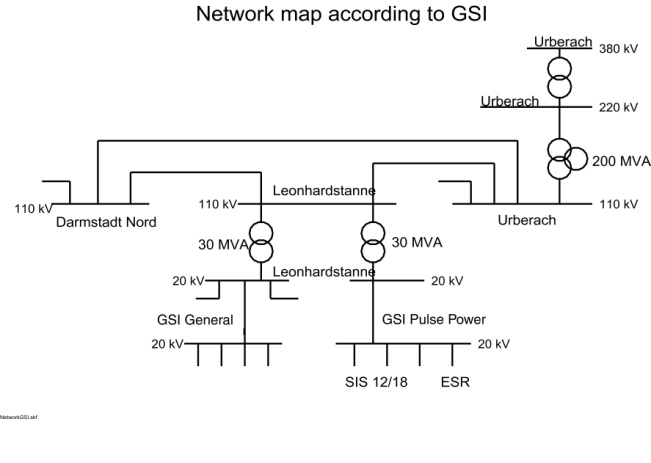 Network map according to GSI
Urberach
380 kV
Urberach
220 kV
200 MVA
Leonhardstanne
110 kV
Darmstadt Nord
110 kV
Urberach
110 kV
30 MVA
30 MVA
Leonhardstanne
20 kV
20 kV
GSI General
GSI Pulse Power
20 kV
20 kV
SIS 12/18
ESR
NetworkGSI.skf